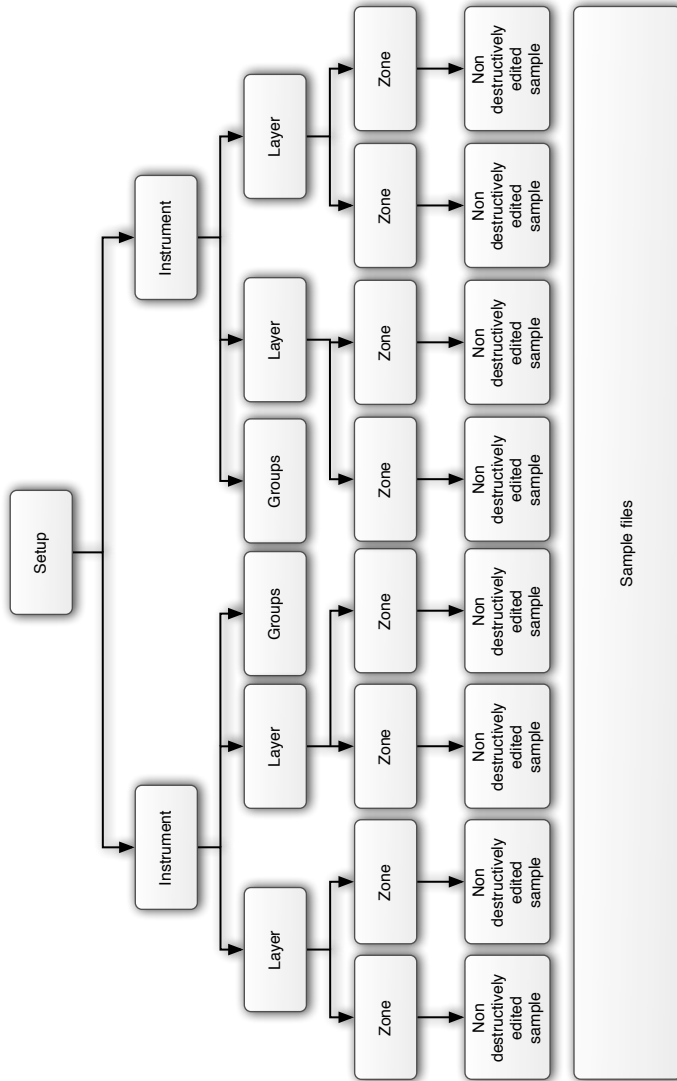 Setup
Instrument
Instrument
Layer
Layer
Groups
Groups
Layer
Layer
Zone
Zone
Zone
Zone
Zone
Zone
Zone
Zone
Non
destructively
edited
sample
Non
destructively
edited
sample
Non
destructively
edited
sample
Non
destructively
edited
sample
Non
destructively
edited
sample
Non
destructively
edited
sample
Non
destructively
edited
sample
Non
destructively
edited
sample
Sample files